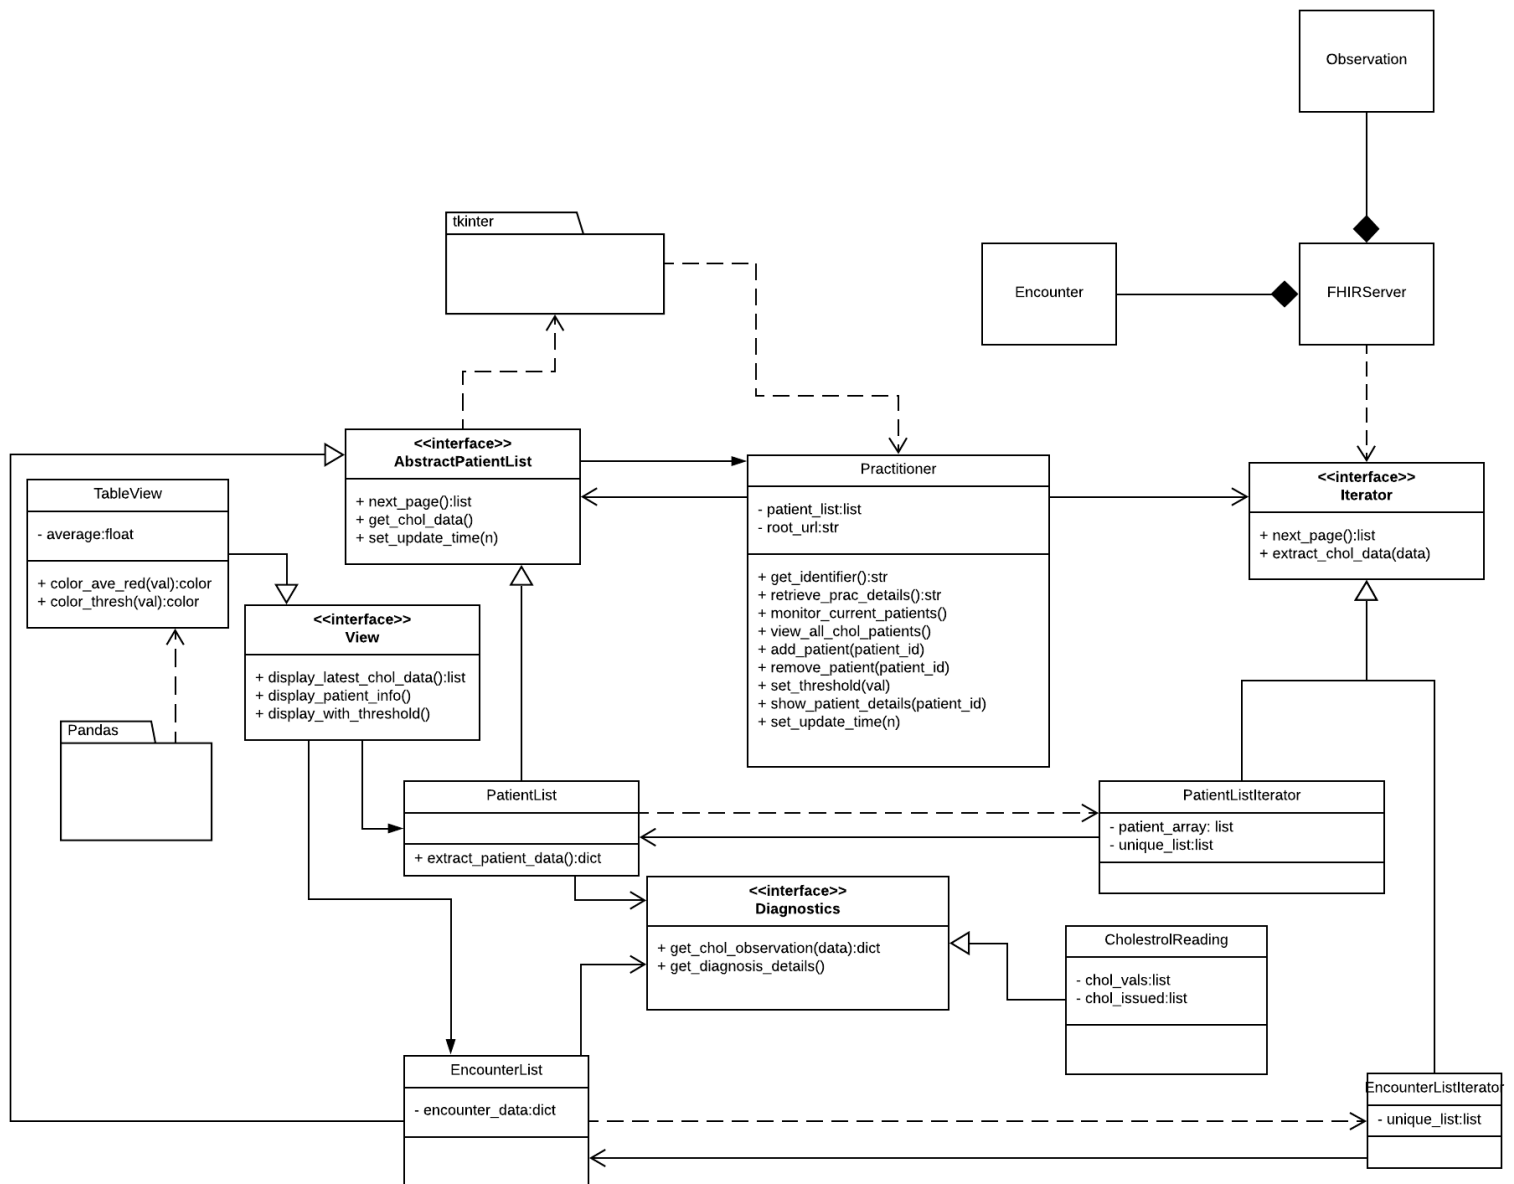 Observation
tkinter
Encounter
FHIRServer
<<interface>>
AbstractPatientList
+ next_page():list
+ get_chol_data()
+ set_update_time(n)
Practitioner
- patient_list:list
- root_url:str
+ get_identifier():str
+ retrieve_prac_details():str
+ monitor_current_patients()
+ view_all_chol_patients()
+ add_patient(patient_id)
+ remove_patient(patient_id)
+ set_threshold(val)
+ show_patient_details(patient_id)
+ set_update_time(n)
<<interface>>
Iterator
+ next_page():list
+ extract_chol_data(data)
TableView
- average:float
+ color_ave_red(val):color
+ color_thresh(val):color
<<interface>>
View
+ display_latest_chol_data():list
+ display_patient_info()
+ display_with_threshold()
Pandas
PatientList
+ extract_patient_data():dict
PatientListIterator
- patient_array: list
- unique_list:list
<<interface>>
Diagnostics
+ get_chol_observation(data):dict
+ get_diagnosis_details()
CholestrolReading
- chol_vals:list
- chol_issued:list
EncounterList
- encounter_data:dict
EncounterListIterator
- unique_list:list